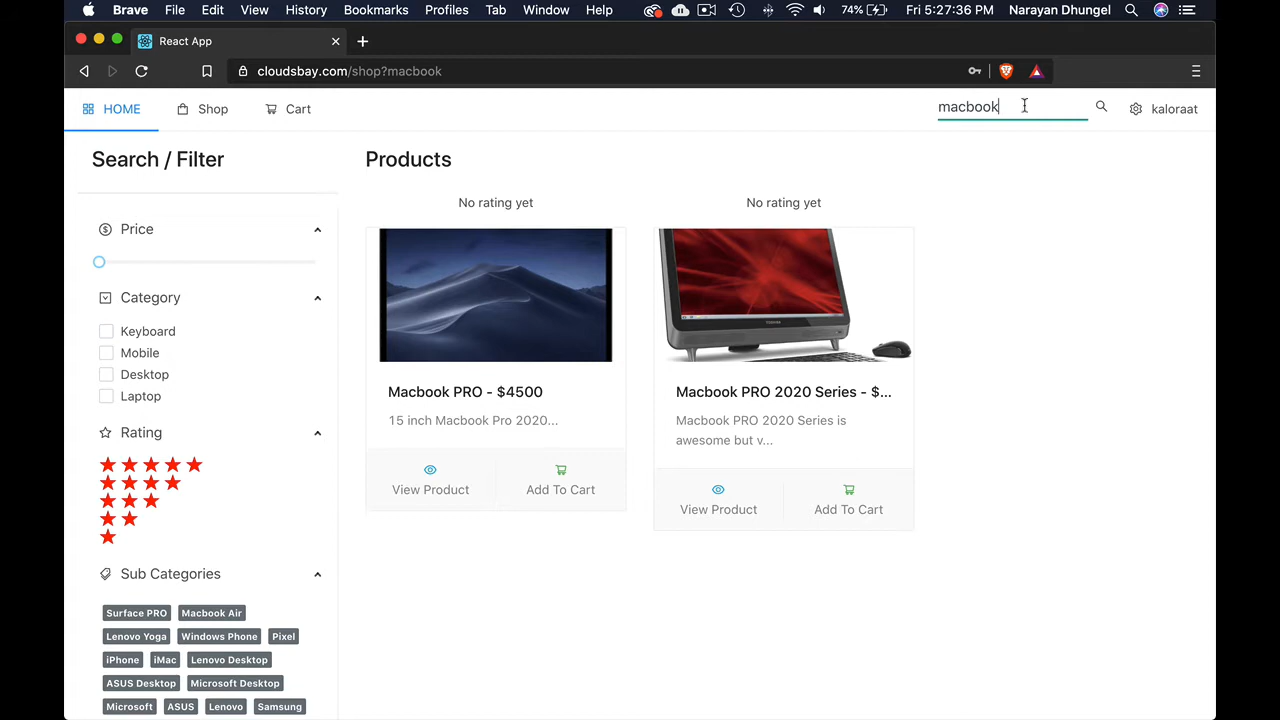 Brave File Edit View History Bookmarks Profiles Tab Window Help 74% Fri 5:27:36 PM Narayan Dhungel
React App
cloudsbay.com/shop?macbook
HOME Shop Cart macbook kaloraat
Search / Filter
Products
No rating yet No rating yet
Price
Category
Keyboard
Mobile
Desktop
Laptop
TOSHIBA
Macbook PRO - $4500 Macbook PRO 2020 Series - $...
15 inch Macbook Pro 2020... Macbook PRO 2020 Series is
awesome but v...
Rating
View Product Add To Cart View Product Add To Cart
Sub Categories
Surface PRO Macbook Air
Lenovo Yoga Windows Phone Pixel
iPhone iMac Lenovo Desktop
ASUS Desktop Microsoft Desktop
Microsoft ASUS Lenovo Samsung